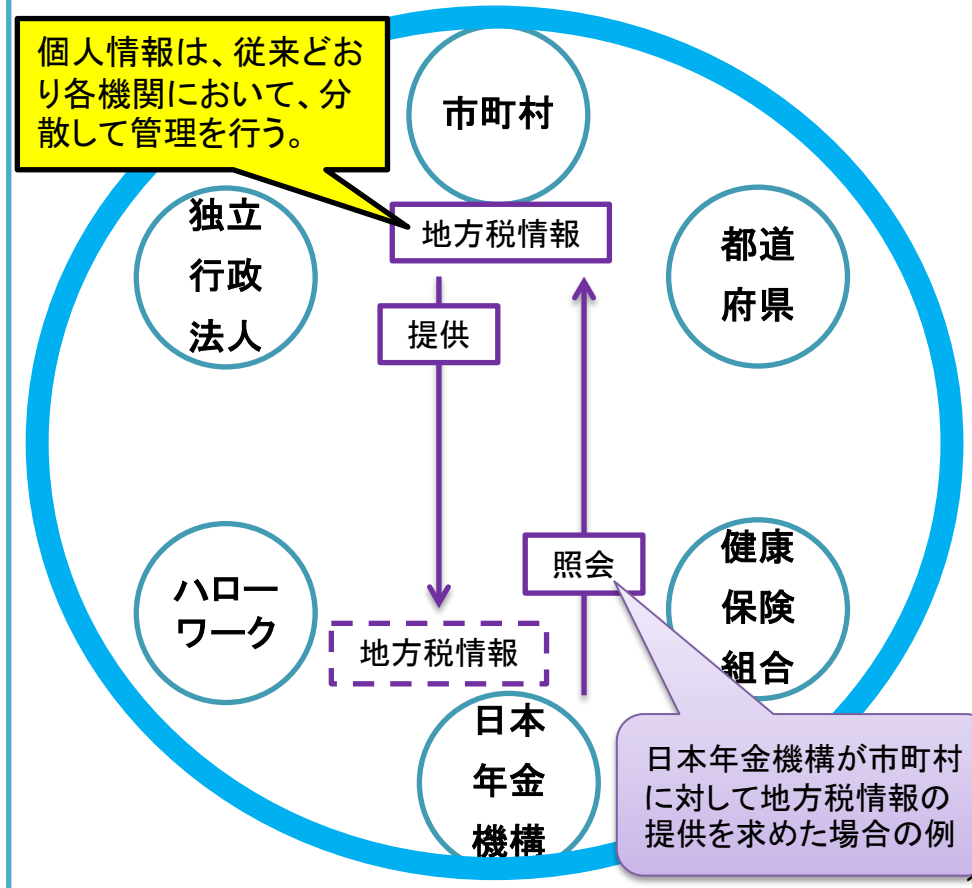 個人情報は、従来どお
り各機関において、分
散して管理を行う。
市町村
独立
行政
法人
地方税情報
都道
府県
提供
照会
健康
保険
組合
ハロー
ワーク
地方税情報
日本
年金
機構
日本年金機構が市町村
に対して地方税情報の
提供を求めた場合の例